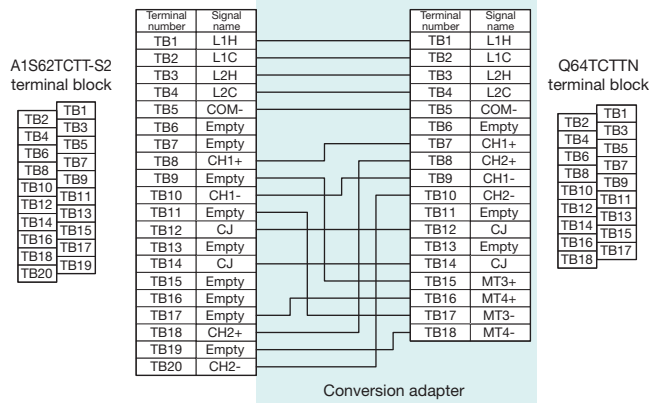 A1S62TCTT-S2
terminal block
TB1
TB2
TB3
TB4
TB5
TB6
TB7
TB8
TB9
TB10
TB11
TB12
TB13
TB14
TB15
TB16
TB17
TB18
TB19
TB20
Terminal number Signal name
TB1 L1H
TB2 L1C
TB3 L2H
TB4 L2C
TB5 COM-
TB6 Empty
TB7 Empty
TB8 CH1+
TB9 Empty
TB10 CH1-
TB11 Empty
TB12 CJ
TB13 Empty
TB14 CJ
TB15 Empty
TB16 Empty
TB17 Empty
TB18 CH2+
TB19 Empty
TB20 CH2-
Terminal number Signal name
TB1 L1H
TB2 L1C
TB3 L2H
TB4 L2C
TB5 COM-
TB6 Empty
TB7 CH1+
TB8 CH2+
TB9 CH1-
TB10 CH2-
TB11 Empty
TB12 CJ
TB13 Empty
TB14 CJ
TB15 MT3+
TB16 MT4+
TB17 MT3-
TB18 MT4-
Conversion adapter
Q64TCTTN
terminal block
TB1
TB2
TB3
TB4
TB5
TB6
TB7
TB8
TB9
TB10
TB11
TB12
TB13
TB14
TB15
TB16
TB17
TB18